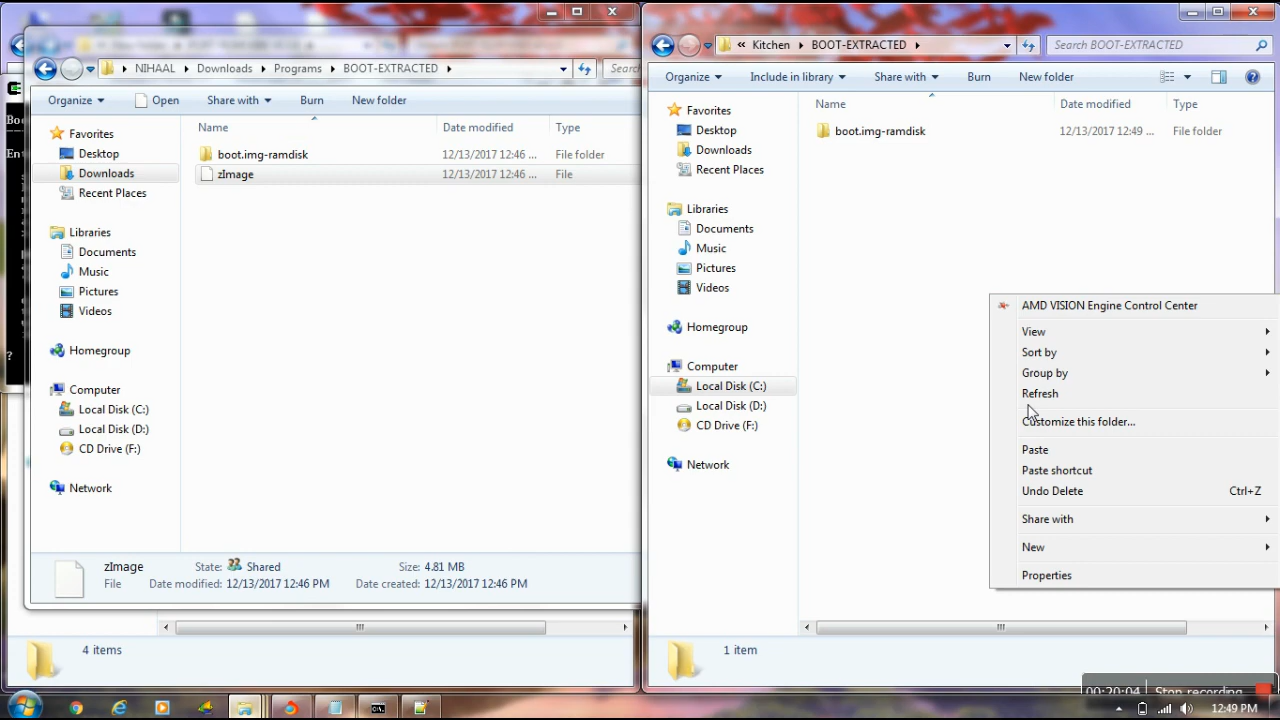 NIHAAL Downloads Programs BOOT-EXTRACTED
Organize Open Share with Burn New folder
Name Date modified Type
Favorites
Desktop
Downloads
Recent Places
Libraries
Documents
Music
Pictures
Videos
Homegroup
Computer
Local Disk (C:)
Local Disk (D:)
CD Drive (F:)
Network
boot.img-ramdisk 12/13/2017 12:46 ... File folder
zImage 12/13/2017 12:46 ... File
zImage State: Shared Size: 4.81 MB
File Date modified: 12/13/2017 12:46 PM Date created: 12/13/2017 12:46 PM
4 items
?
« Kitchen BOOT-EXTRACTED
Search BOOT-EXTRACTED
Organize Include in library Share with Burn New folder
Name Date modified Type
Favorites
Desktop
Downloads
Recent Places
Libraries
Documents
Music
Pictures
Videos
Homegroup
Computer
Local Disk (C:)
Local Disk (D:)
CD Drive (F:)
Network
boot.img-ramdisk 12/13/2017 12:49 ... File folder
AMD VISION Engine Control Center
View
Sort by
Group by
Refresh
Customize this folder...
Paste
Paste shortcut
Undo Delete Ctrl+Z
Share with
New
Properties
1 item
00:20:04 Stop recording
12:49 PM